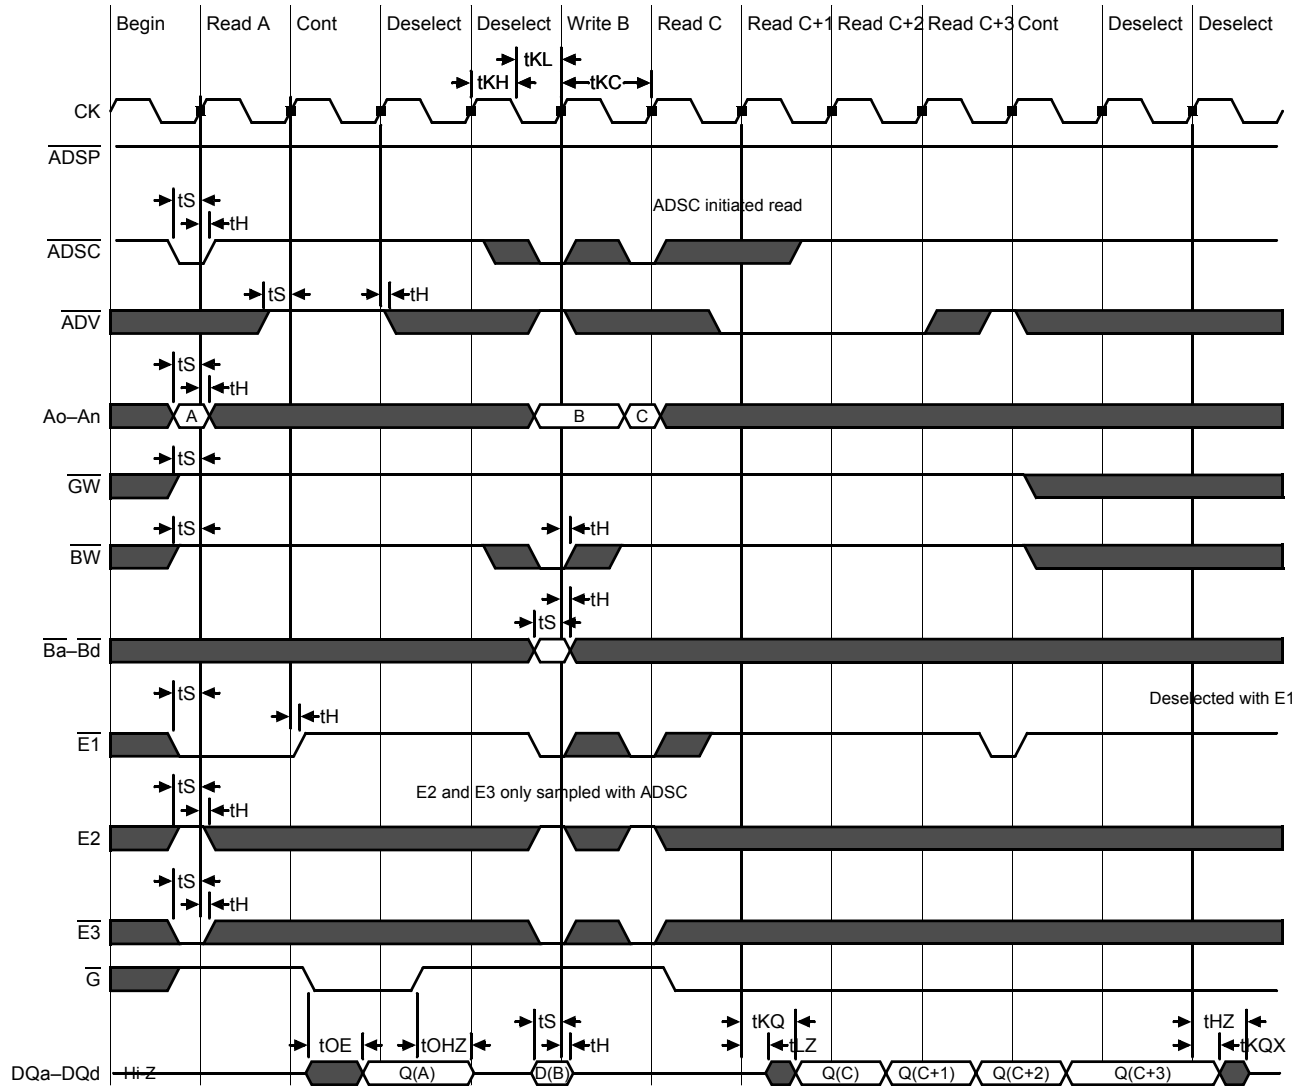 Begin Read A Cont Deselect Deselect Write B Read C Read C+1 Read C+2 Read C+3 Cont Deselect Deselect
tKL
tKH tKC
CK
ADSP
tS
ADSC initiated read
tH
ADSC
tS tH
ADV
tS
tH
Ao–An A B C
tS
GW
tS tH
BW
tH
tS
Ba–Bd
tS
Deselected with E1
tH
E1
tS
E2 and E3 only sampled with ADSC
tH
E2
tS
tH
E3
G
tS tKQ tHZ
tOE tOHZ tH tLZ tKQX
DQa–DQd Hi-Z Q(A) D(B) Q(C) Q(C+1) Q(C+2) Q(C+3)